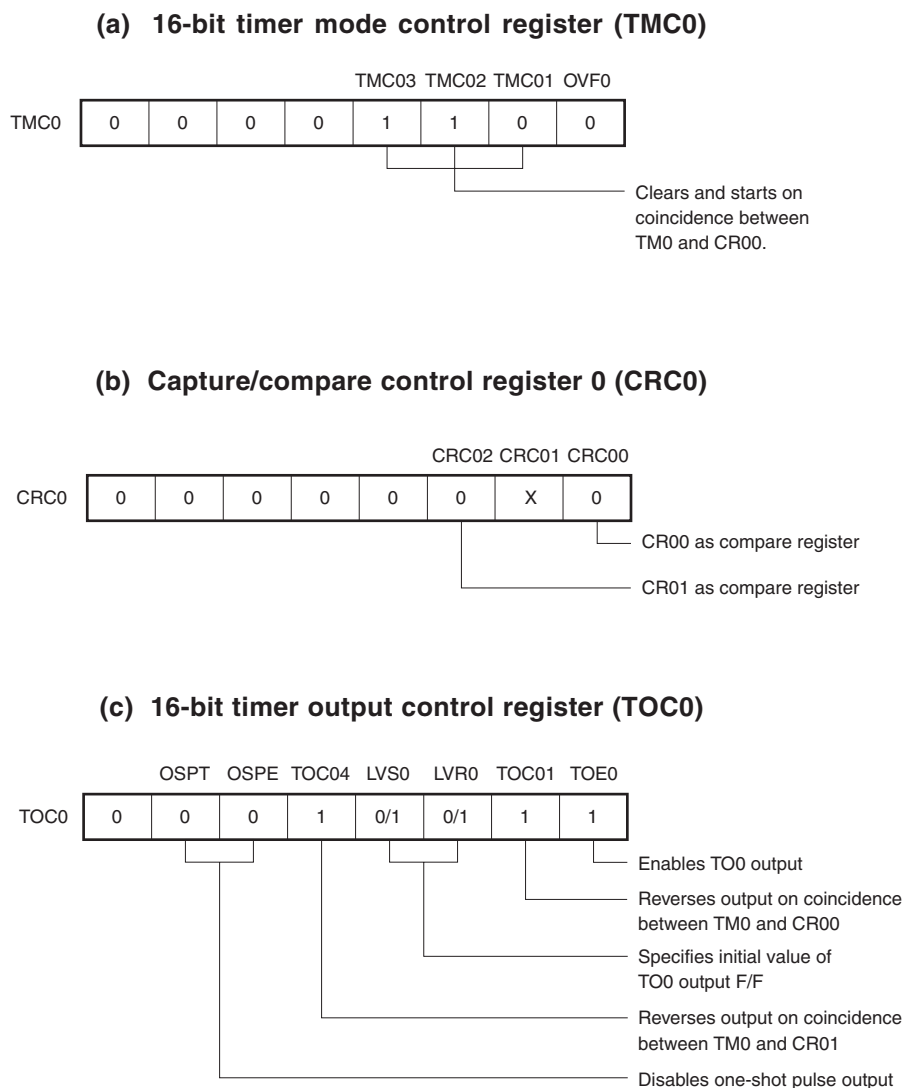 (a) 16-bit timer mode control register (TMC0)
TMC03 TMC02 TMC01 OVF0
TMC0 0 0 0 0 1 1 0 0
Clears and starts on
coincidence between
TM0 and CR00.
(b) Capture/compare control register 0 (CRC0)
CRC02 CRC01 CRC00
CRC0 0 0 0 0 0 0 X 0
CR00 as compare register
CR01 as compare register
(c) 16-bit timer output control register (TOC0)
OSPT OSPE TOC04 LVS0 LVR0 TOC01 TOE0
TOC0 0 0 0 1 0/1 0/1 1 1
Enables TO0 output
Reverses output on coincidence
between TM0 and CR00
Specifies initial value of
TO0 output F/F
Reverses output on coincidence
between TM0 and CR01
Disables one-shot pulse output